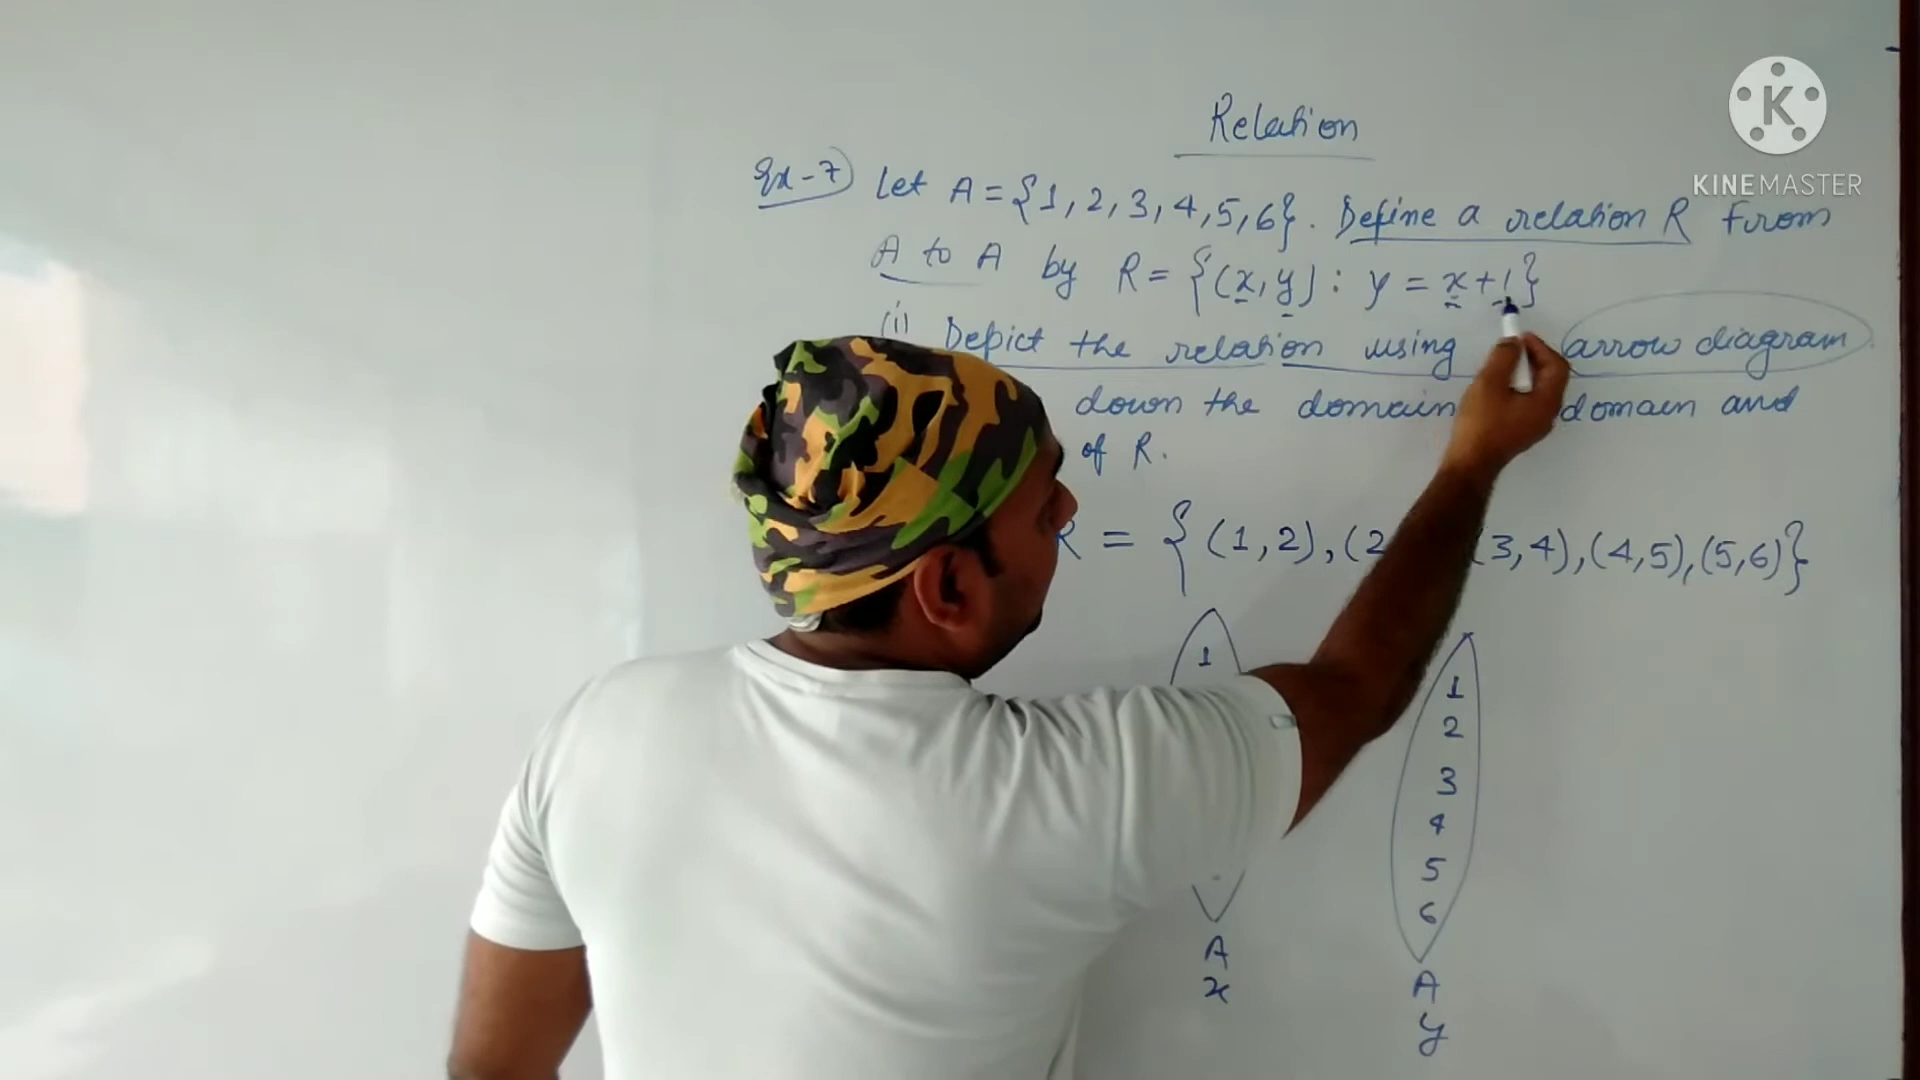 Relation
K
KINEMASTER
Ex-7) Let A = {1, 2, 3, 4, 5, 6}. Define a relation R From
A to A by R = {(x, y) : y = x + 1}
(i) Depict the relation using arrow diagram.
down the domain domain and
of R.
R = {(1,2), (2 3,4), (4,5), (5,6)}
1
1
2
3
4
5
6
A
x
A
y